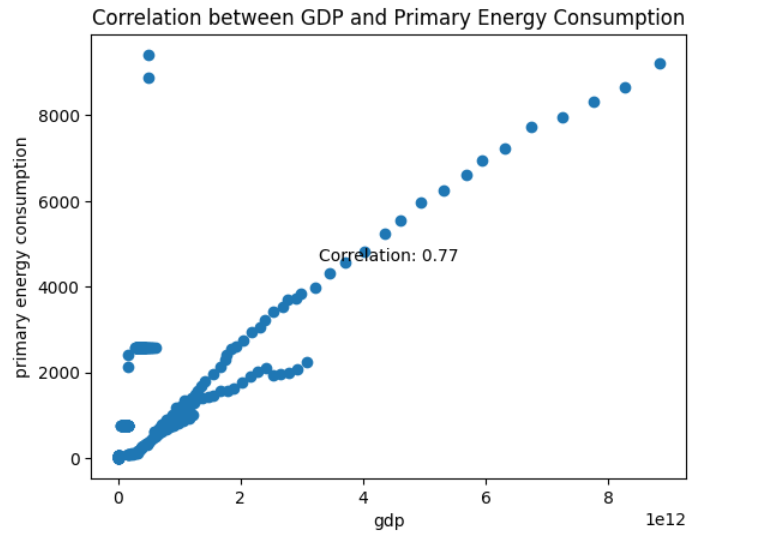 Correlation between GDP and Primary Energy Consumption
primary energy consumption
8000
6000
4000
2000
0
Correlation: 0.77
0
2
4
6
8
1e12
gdp